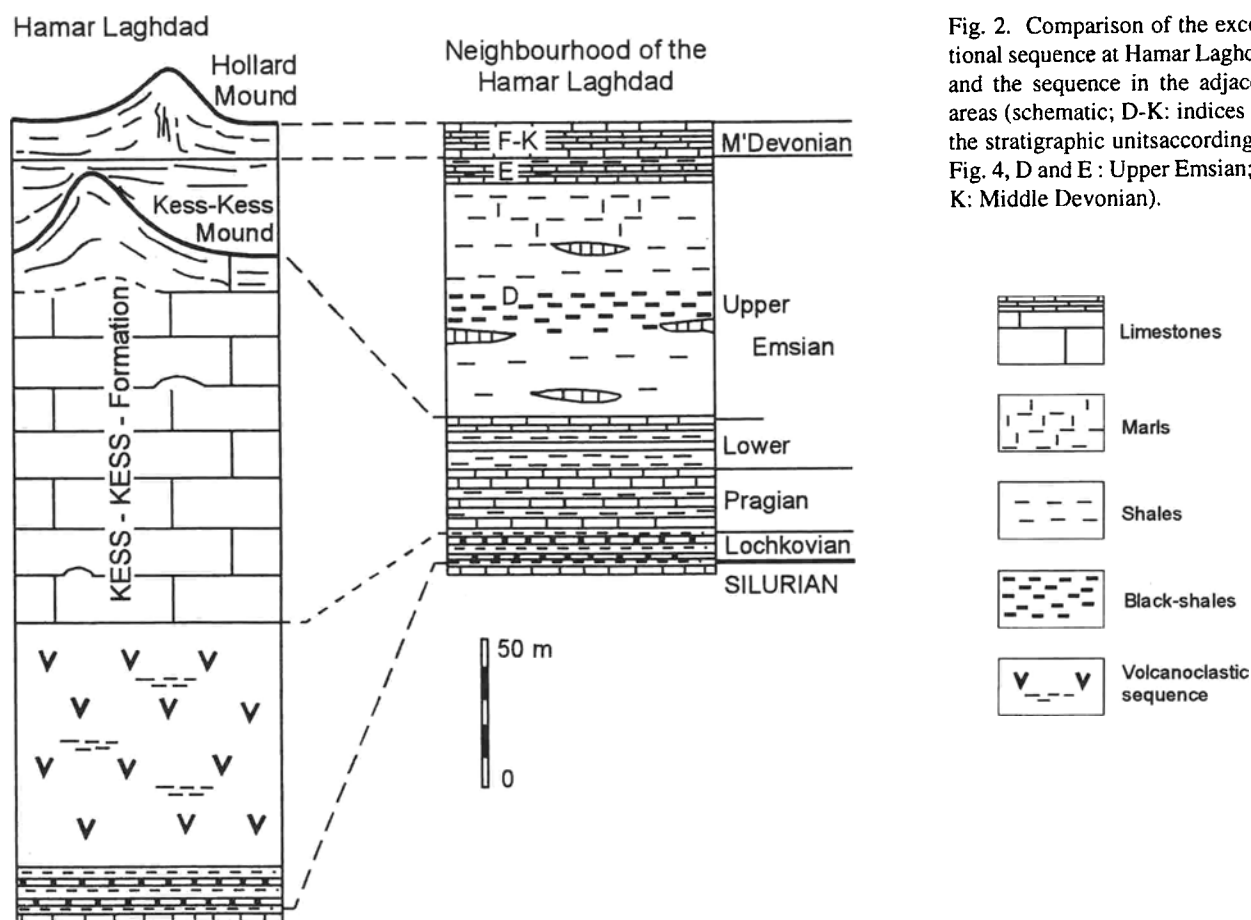 Hamar Laghdad
Hollard
Mound
Kess-Kess
Mound
KESS - KESS - Formation
Neighbourhood of the
Hamar Laghdad
F-K
E
D
M'Devonian
Upper
Emsian
Lower
Pragian
Lochkovian
SILURIAN
50 m
0
Fig. 2. Comparison of the exce
tional sequence at Hamar Laghd
and the sequence in the adjace
areas (schematic; D-K: indices
the stratigraphic unitsaccording
Fig. 4, D and E : Upper Emsian;
K: Middle Devonian).
Limestones
Marls
Shales
Black-shales
Volcanoclastic
sequence